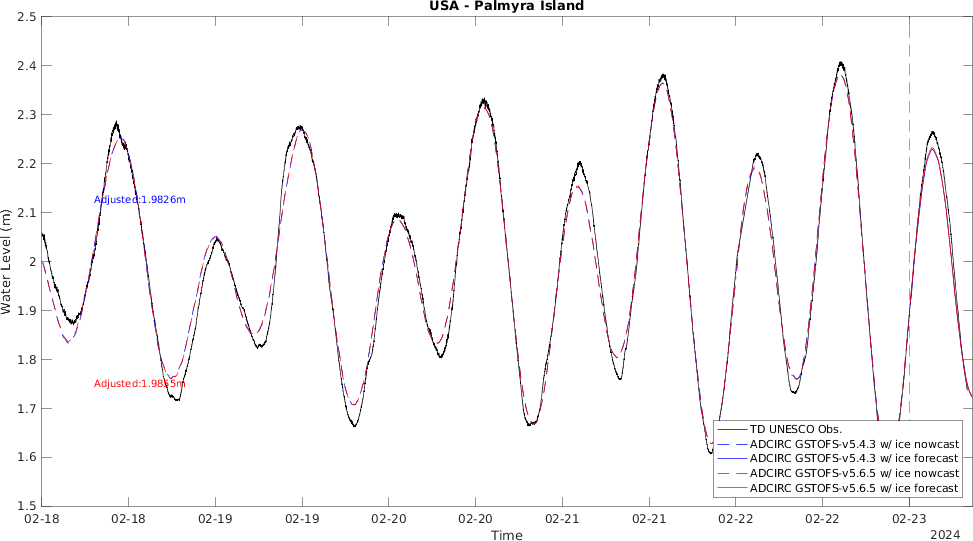 USA - Palmyra Island
2.5
2.4
2.3
2.2
2.1
2
1.9
1.8
1.7
1.6
1.5
Water Level (m)
Adjusted:1.9826m
Adjusted:1.9855m
TD UNESCO Obs.
ADCIRC GSTOFS-v5.4.3 w/ ice nowcast
ADCIRC GSTOFS-v5.4.3 w/ ice forecast
ADCIRC GSTOFS-v5.6.5 w/ ice nowcast
ADCIRC GSTOFS-v5.6.5 w/ ice forecast
02-18 02-18 02-19 02-19 02-20 02-20 02-21 02-21 02-22 02-22 02-23
Time
2024